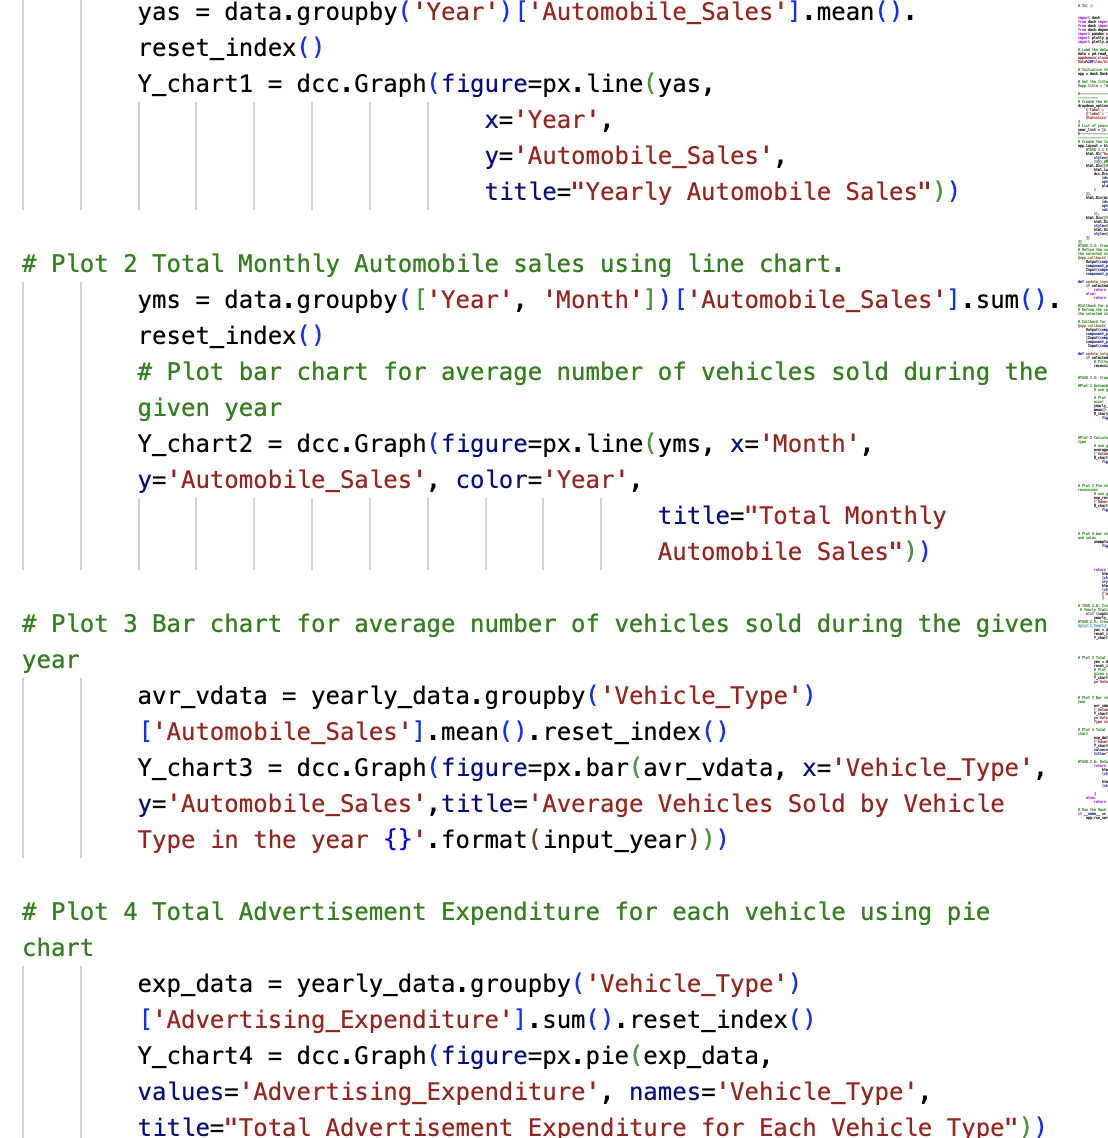 yas = data.groupby('Year')['Automobile_Sales'].mean().
reset_index()
Y_chart1 = dcc.Graph(figure=px.line(yas,
x='Year',
y='Automobile_Sales',
title="Yearly Automobile Sales"))
# Plot 2 Total Monthly Automobile sales using line chart.
yms = data.groupby(['Year', 'Month'])['Automobile_Sales'].sum().
reset_index()
# Plot bar chart for average number of vehicles sold during the
given year
Y_chart2 = dcc.Graph(figure=px.line(yms, x='Month',
y='Automobile_Sales', color='Year',
title="Total Monthly
Automobile Sales"))
# Plot 3 Bar chart for average number of vehicles sold during the given
year
avr_vdata = yearly_data.groupby('Vehicle_Type')
['Automobile_Sales'].mean().reset_index()
Y_chart3 = dcc.Graph(figure=px.bar(avr_vdata, x='Vehicle_Type',
y='Automobile_Sales',title='Average Vehicles Sold by Vehicle
Type in the year {}'.format(input_year)))
# Plot 4 Total Advertisement Expenditure for each vehicle using pie
chart
exp_data = yearly_data.groupby('Vehicle_Type')
['Advertising_Expenditure'].sum().reset_index()
Y_chart4 = dcc.Graph(figure=px.pie(exp_data,
values='Advertising_Expenditure', names='Vehicle_Type',
title="Total Advertisement Expenditure for Each Vehicle Type"))